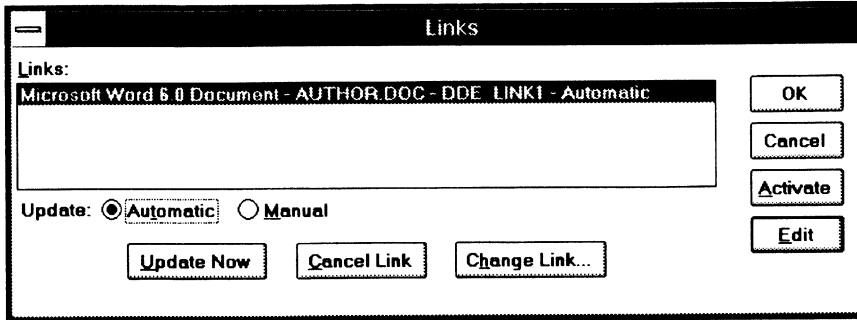 Links
Links:
Microsoft Word 6.0 Document - AUTHOR.DOC - DDE_LINK1 - Automatic
OK
Cancel
Activate
Update: Automatic Manual
Edit
Update Now Cancel Link Change Link...